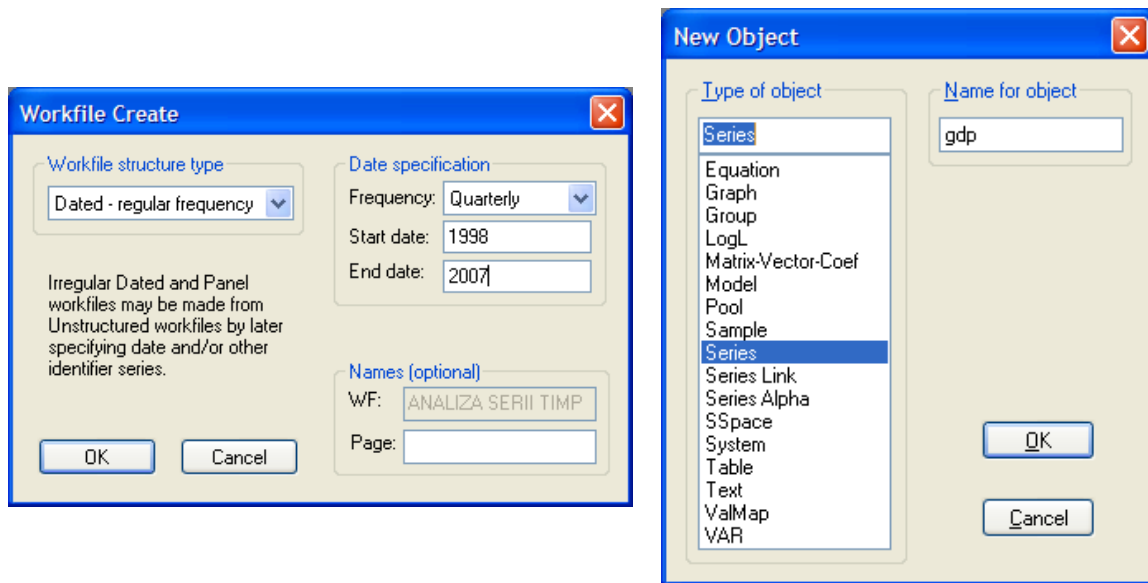 Workfile Create
Workfile structure type
Dated - regular frequency
Irregular Dated and Panel
workfiles may be made from
Unstructured workfiles by later
specifying date and/or other
identifier series.
OK
Cancel
Date specification
Frequency: Quarterly
Start date: 1998
End date: 2007
Names (optional)
WF: ANALIZA SERII TIMP
Page:
New Object
Type of object
Series
Equation
Graph
Group
LogL
Matrix-Vector-Coef
Model
Pool
Sample
Series
Series Link
Series Alpha
SSpace
System
Table
Text
ValMap
VAR
Name for object
gdp
OK
Cancel